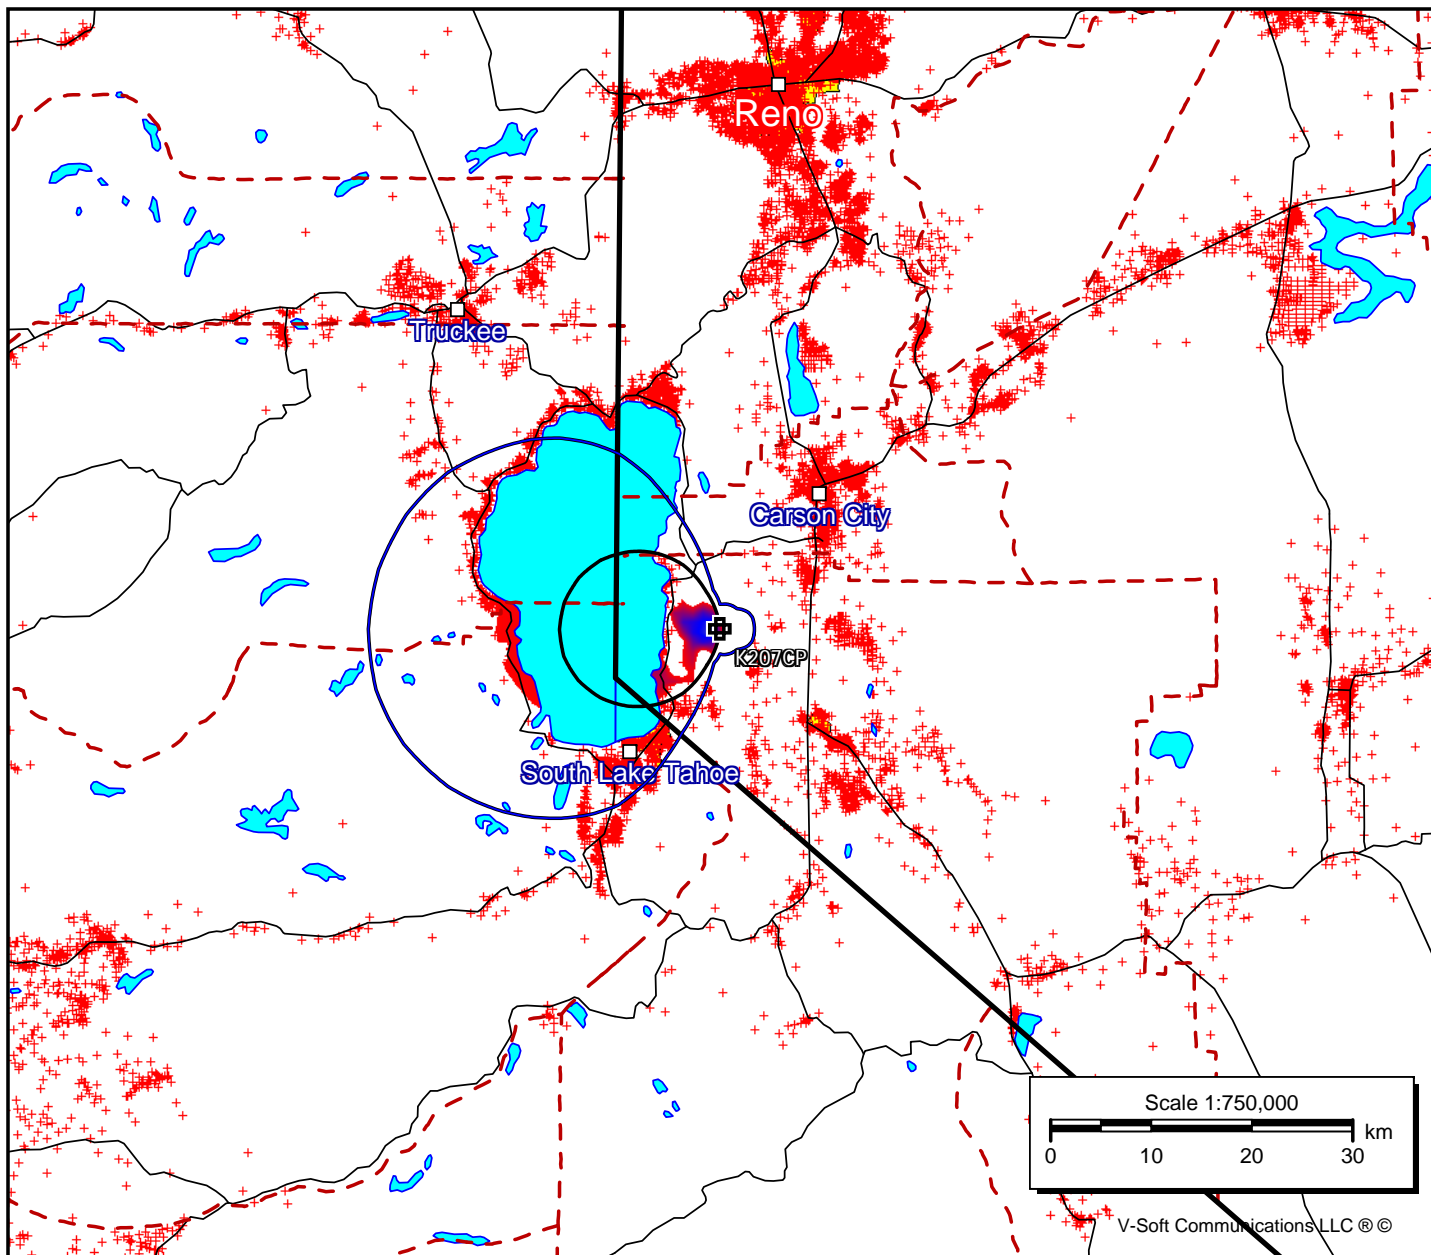 Reno
Truckee
Carson City
K207CP
South Lake Tahoe
Scale 1:750,000
km
0 10 20 30
V-Soft Communications LLC ® ©